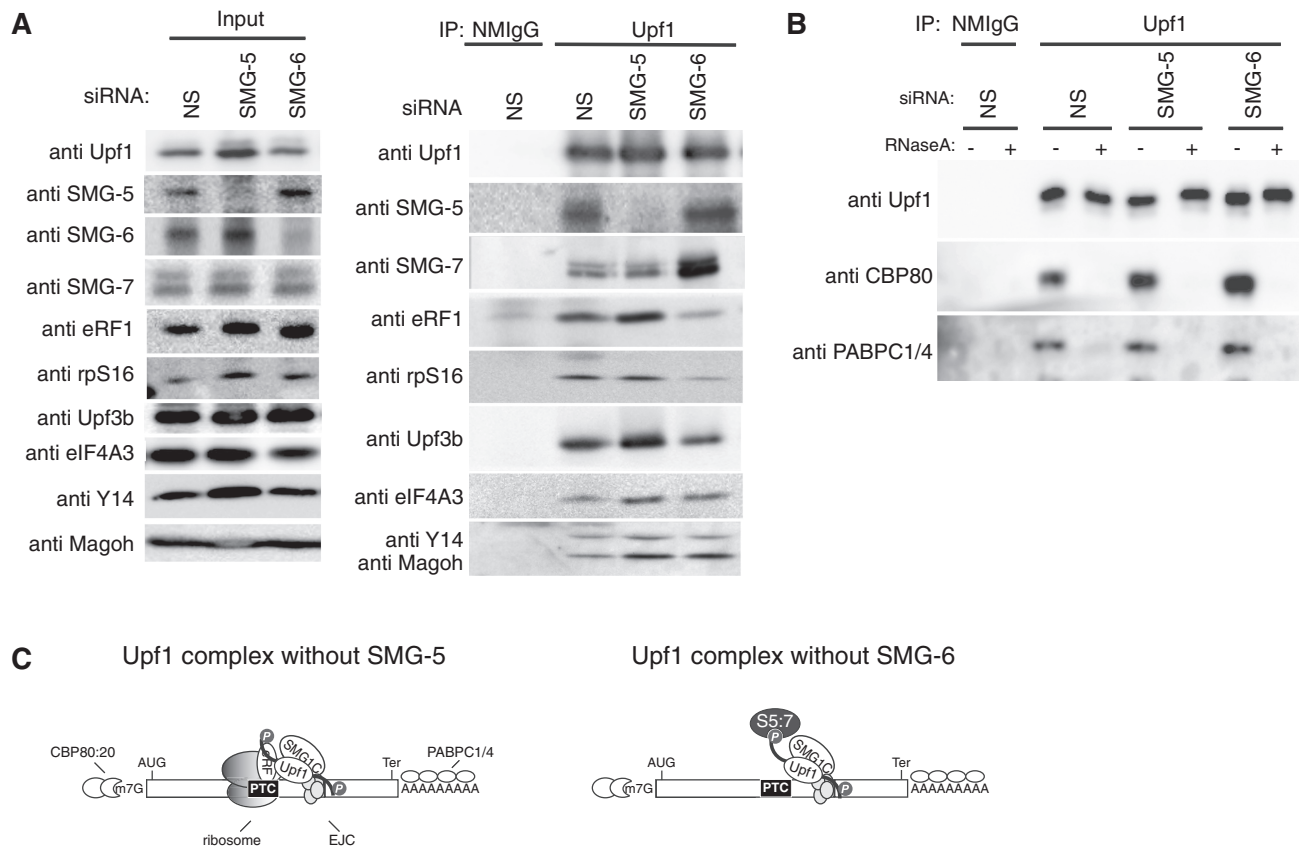 A
Input
siRNA:
NS
SMG-5
SMG-6
anti Upf1
anti SMG-5
anti SMG-6
anti SMG-7
anti eRF1
anti rpS16
anti Upf3b
anti eIF4A3
anti Y14
anti Magoh
IP: NMIgG
Upf1
siRNA
NS
NS
SMG-5
SMG-6
anti Upf1
anti SMG-5
anti SMG-7
anti eRF1
anti rpS16
anti Upf3b
anti eIF4A3
anti Y14
anti Magoh
B
IP: NMIgG
Upf1
siRNA:
NS
NS
SMG-5
SMG-6
RNaseA: - + - + - + - +
anti Upf1
anti CBP80
anti PABPC1/4
C
Upf1 complex without SMG-5
CBP80:20
AUG
m7G
P
eRF
SMG1C
Upf1
PTC
P
Ter
PABPC1/4
AAAAAAAAA
ribosome
EJC
Upf1 complex without SMG-6
S5:7
P
AUG
m7G
SMG1C
Upf1
PTC
P
Ter
AAAAAAAAA